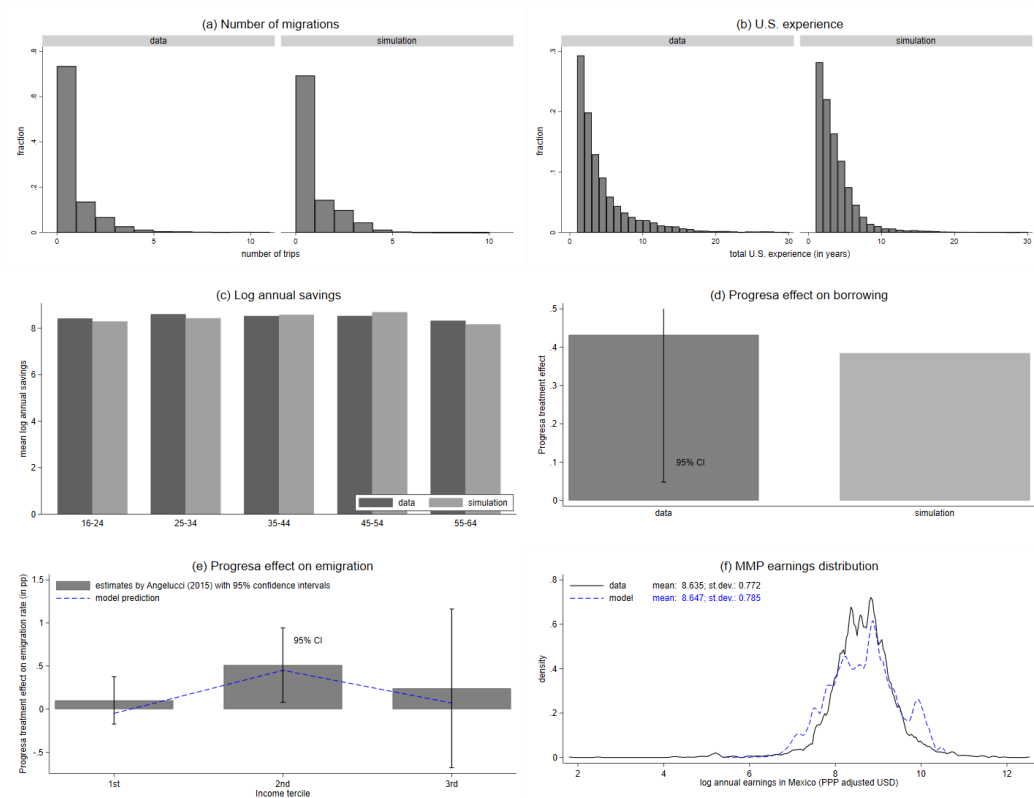 (a) Number of migrations
data
simulation
fraction
0
.2
.4
.6
.8
0
5
10
0
5
10
number of trips
(b) U.S. experience
data
simulation
fraction
0
.1
.2
.3
0
10
20
30
0
10
20
30
total U.S. experience (in years)
(c) Log annual savings
mean log annual savings
0
2
4
6
8
data
simulation
16-24
25-34
35-44
45-54
55-64
(d) Progresa effect on borrowing
Progresa treatment effect
0
.1
.2
.3
.4
.5
95% CI
data
simulation
(e) Progresa effect on emigration
Progresa treatment effect on emigration rate (in pp)
-.5
0
.5
1
1.5
estimates by Angelucci (2015) with 95% confidence intervals
model prediction
95% CI
1st
2nd
3rd
Income tercile
(f) MMP earnings distribution
density
0
.2
.4
.6
.8
data mean: 8.635; st.dev.: 0.772
model mean: 8.647; st.dev.: 0.785
2
4
6
8
10
12
log annual earnings in Mexico (PPP adjusted USD)